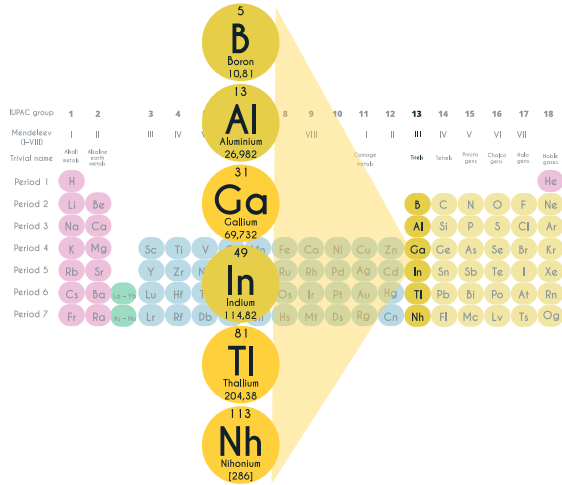 5
B
Boron
10,81
13
Al
Aluminium
26,982
31
Ga
Gallium
69,732
49
In
Indium
114,82
81
Tl
Thallium
204,38
113
Nh
Nihonium
[286]
IUPAC group 1 2 3 4 8 9 10 11 12 13 14 15 16 17 18
Mendeleev (I–VIII) I II III IV VIII I II III IV V VI VII
Trivial name Alkali metals Alkaline earth metals Coinage metals Triels Tetrels Pnicto gens Chalco gens Halo gens Noble gases
Period 1 H He
Period 2 Li Be B C N O F Ne
Period 3 Na Ca Al Si P S Cl Ar
Period 4 K Mg Sc Ti V Mn Fe Co Ni Cu Zn Ga Ge As Se Br Kr
Period 5 Rb Sr Y Zr Ru Rh Pd Ag Cd In Sn Sb Te I Xe
Period 6 Cs Ba La – Yb Lu Hf Os Ir Pt Au Hg Tl Pb Bi Po At Rn
Period 7 Fr Ra Ac – No Lr Rf Db Hs Mt Ds Rg Cn Nh Fl Mc Lv Ts Og